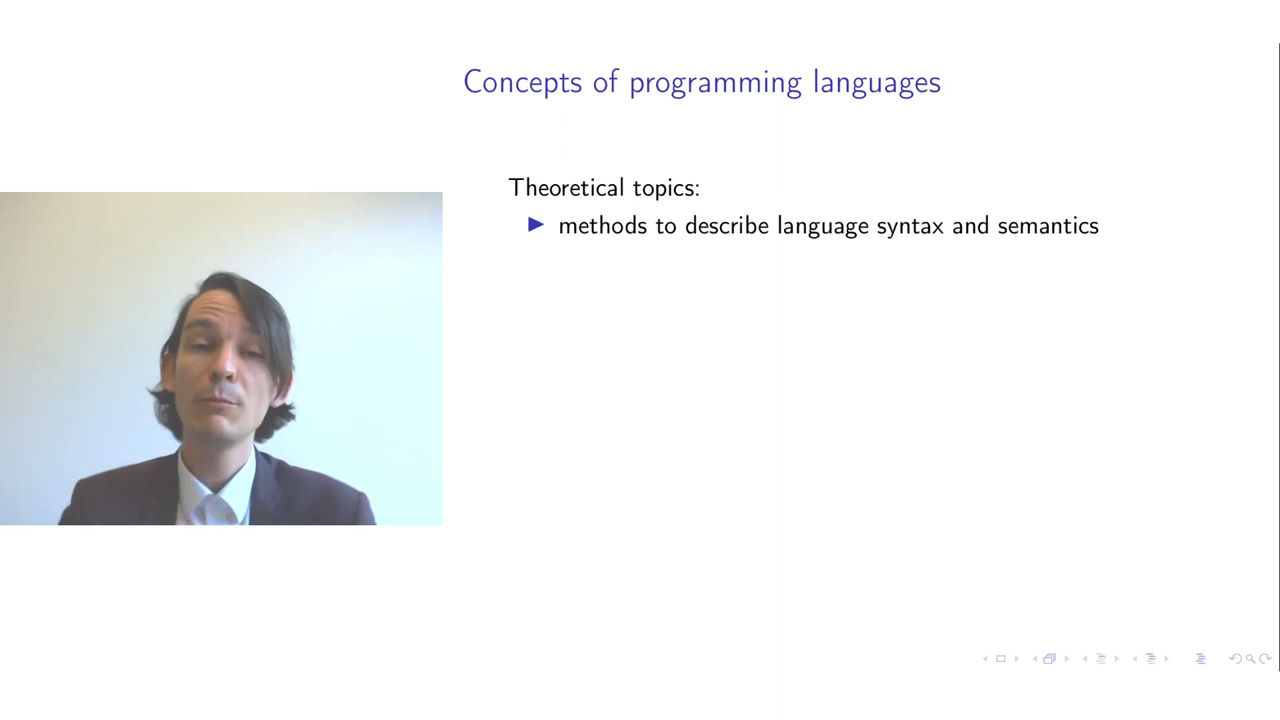 Concepts of programming languages
Theoretical topics:
methods to describe language syntax and semantics